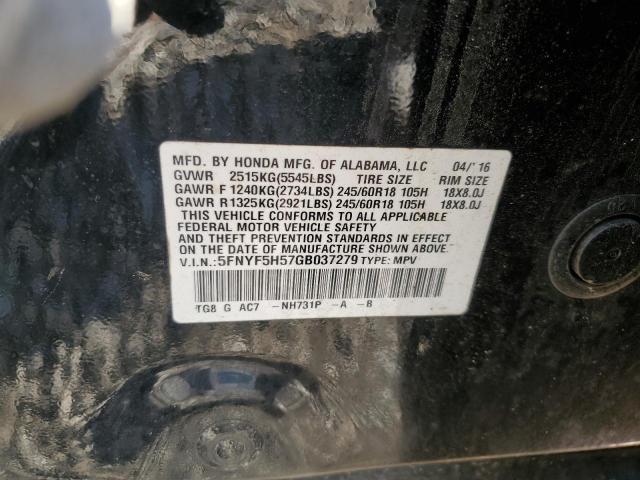 MFD. BY HONDA MFG. OF ALABAMA, LLC 04/'16
GVWR 2515KG(5545LBS) TIRE SIZE RIM SIZE
GAWR F 1240KG(2734LBS) 245/60R18 105H 18X8.0J
GAWR R 1325KG(2921LBS) 245/60R18 105H 18X8.0J
THIS VEHICLE CONFORMS TO ALL APPLICABLE
FEDERAL MOTOR VEHICLE SAFETY
AND THEFT PREVENTION STANDARDS IN EFFECT
ON THE DATE OF MANUFACTURE SHOWN ABOVE.
V.I.N.:5FNYF5H57GB037279 TYPE: MPV
TG8 G AC7 -NH731P -A -B